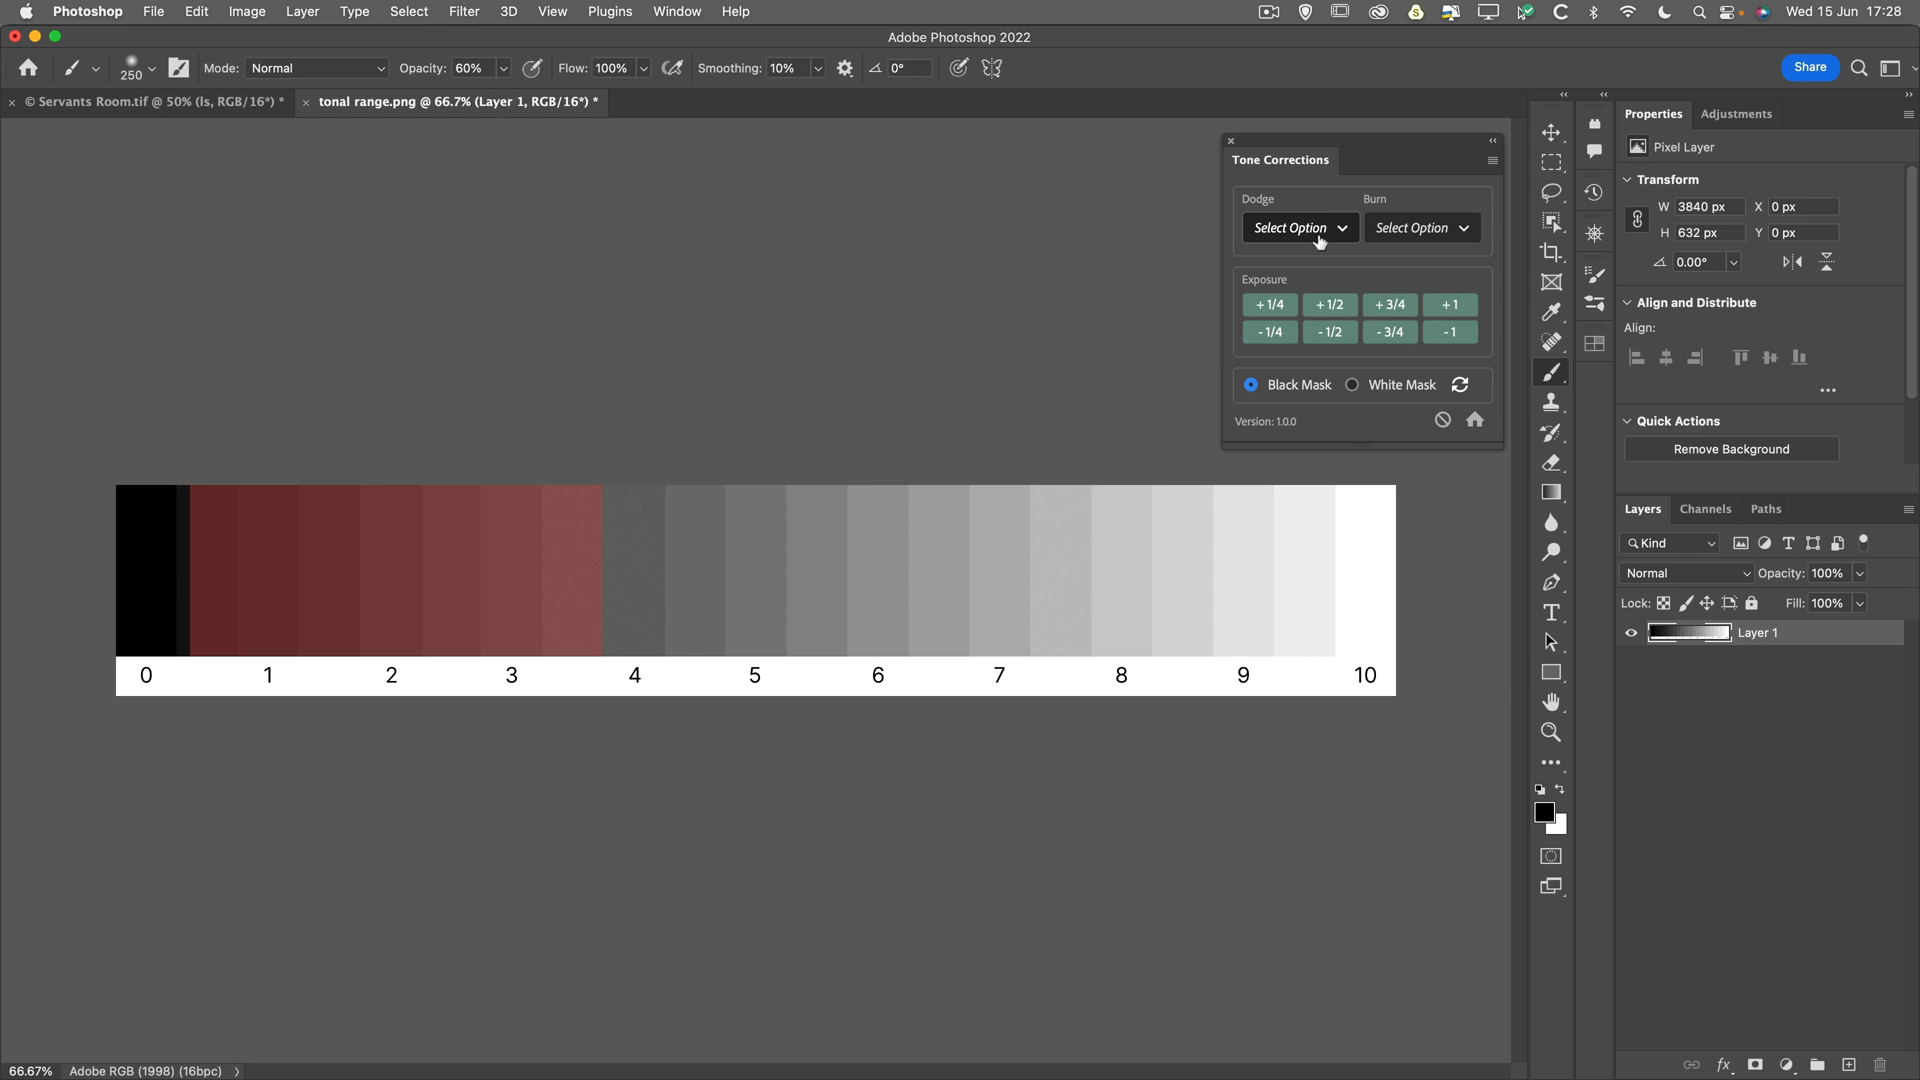 Photoshop File Edit Image Layer Type Select Filter 3D View Plugins Window Help Wed 15 Jun 17:28
Adobe Photoshop 2022
250 Mode: Normal Opacity: 60% Flow: 100% Smoothing: 10% 0° Share
× © Servants Room.tif @ 50% (ls, RGB/16*) * × tonal range.png @ 66.7% (Layer 1, RGB/16*) *
Tone Corrections
Dodge Burn
Select Option Select Option
Exposure
+1/4 +1/2 +3/4 +1
-1/4 -1/2 -3/4 -1
Black Mask White Mask
Version: 1.0.0
0 1 2 3 4 5 6 7 8 9 10
Properties Adjustments
Pixel Layer
Transform
W 3840 px X 0 px
H 632 px Y 0 px
0.00°
Align and Distribute
Align:
Quick Actions
Remove Background
Layers Channels Paths
Kind
Normal Opacity: 100%
Lock: Fill: 100%
Layer 1
fx
66.67% Adobe RGB (1998) (16bpc)